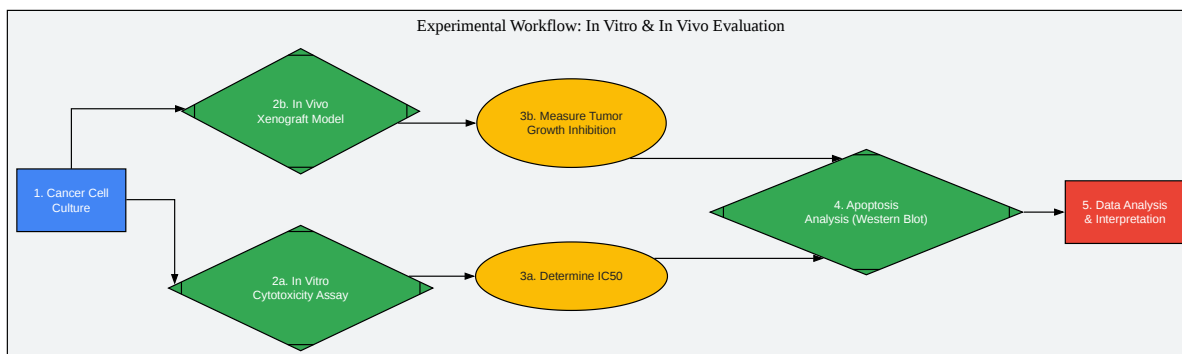 Experimental Workflow: In Vitro & In Vivo Evaluation
1. Cancer Cell
Culture
2b. In Vivo
Xenograft Model
3b. Measure Tumor
Growth Inhibition
2a. In Vitro
Cytotoxicity Assay
3a. Determine IC50
4. Apoptosis
Analysis (Western Blot)
5. Data Analysis
& Interpretation